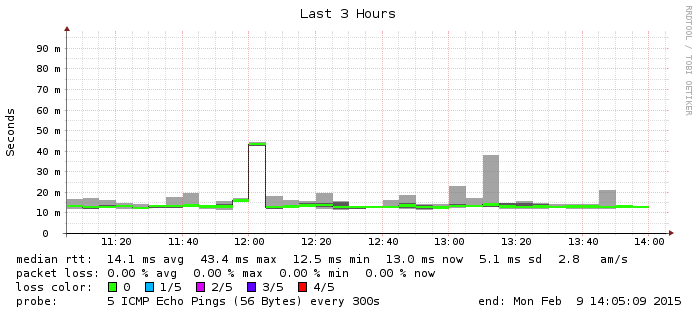 Last 3 Hours
RRDTOOL / TOBI OETIKER
Seconds
90 m
80 m
70 m
60 m
50 m
40 m
30 m
20 m
10 m
0
11:20 11:40 12:00 12:20 12:40 13:00 13:20 13:40 14:00
median rtt: 14.1 ms avg 43.4 ms max 12.5 ms min 13.0 ms now 5.1 ms sd 2.8 am/s
packet loss: 0.00 % avg 0.00 % max 0.00 % min 0.00 % now
loss color: 0 1/5 2/5 3/5 4/5
probe: 5 ICMP Echo Pings (56 Bytes) every 300s end: Mon Feb 9 14:05:09 2015